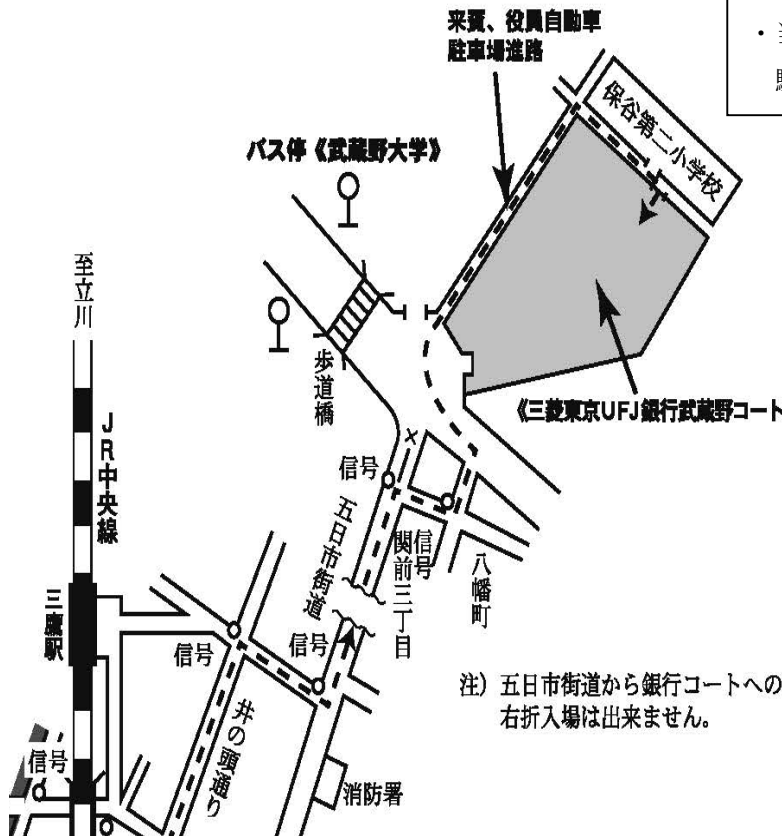 来賓、役員自動車
駐車場進路
保谷第二小学校
バス停《武蔵野大学》
至立川
歩道橋
《三菱東京UFJ銀行武蔵野コート
JR中央線
信号
五日市街道
信号
関前三丁目
八幡町
三鷹駅
信号
信号
注）五日市街道から銀行コートへの
右折入場は出来ません。
井の頭通り
信号
消防署